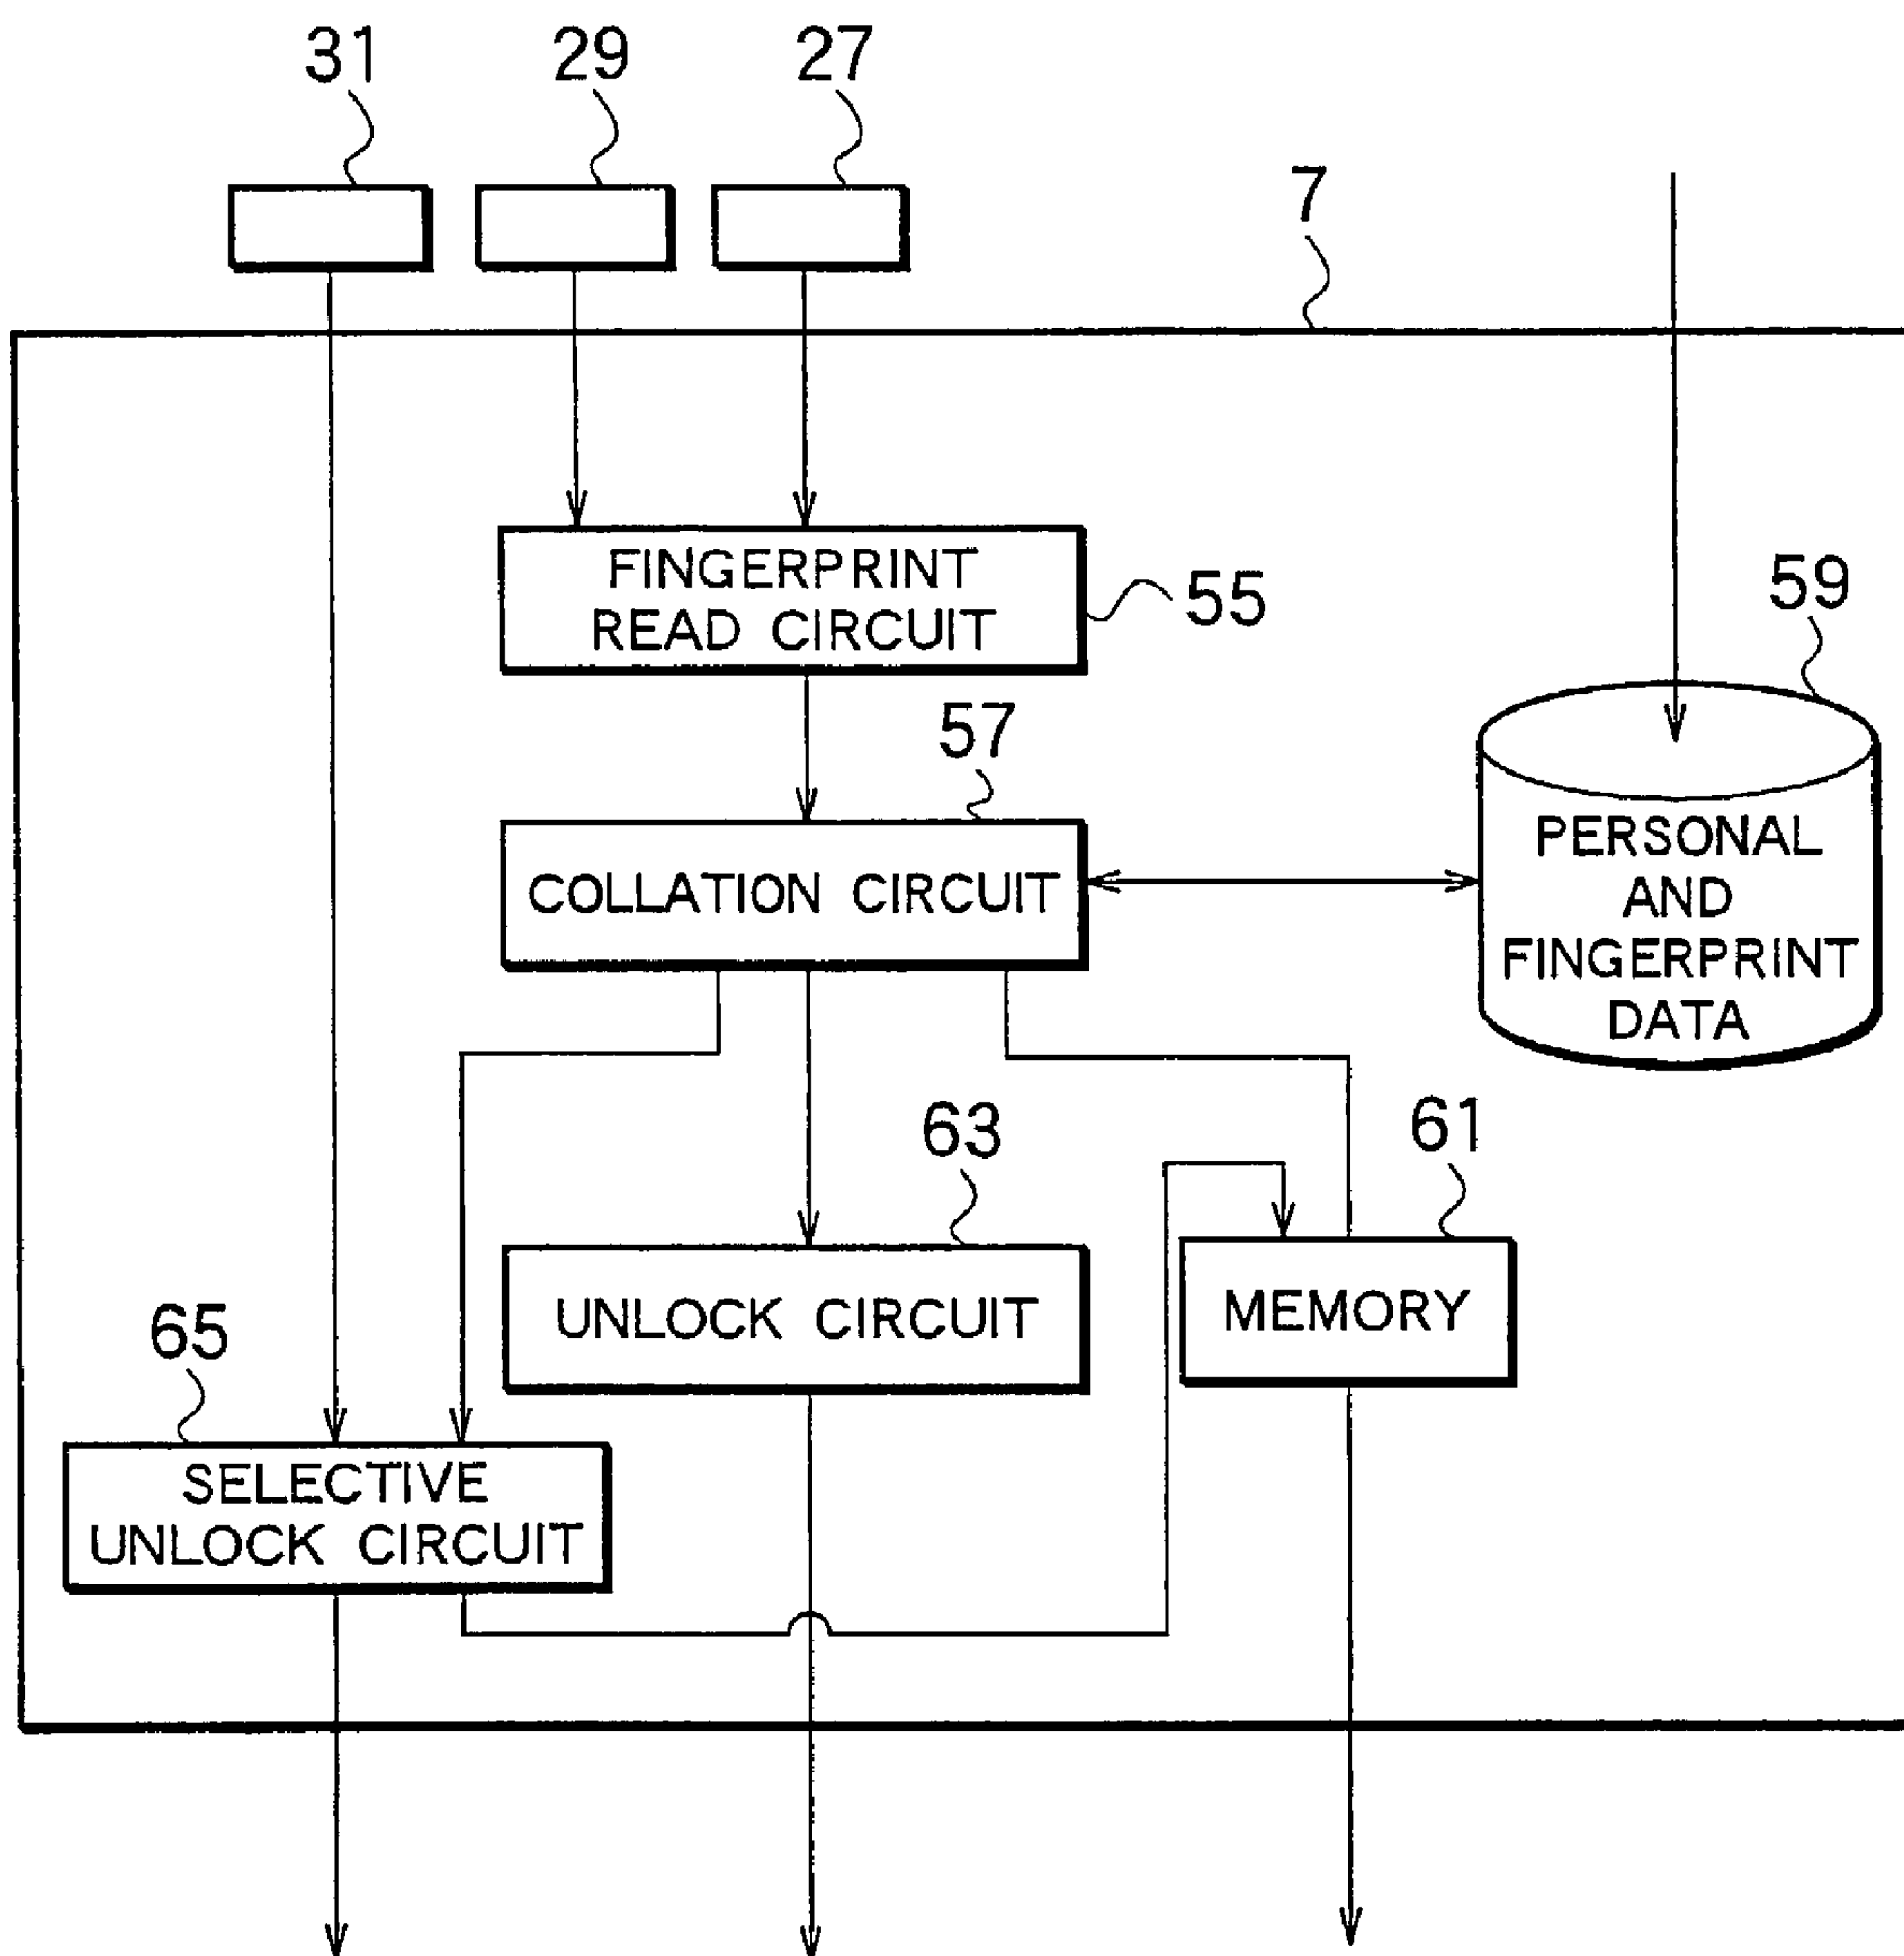 31
29
27
7
FINGERPRINT
READ CIRCUIT
55
59
57
COLLATION CIRCUIT
PERSONAL
AND
FINGERPRINT
DATA
63
61
UNLOCK CIRCUIT
MEMORY
65
SELECTIVE
UNLOCK CIRCUIT